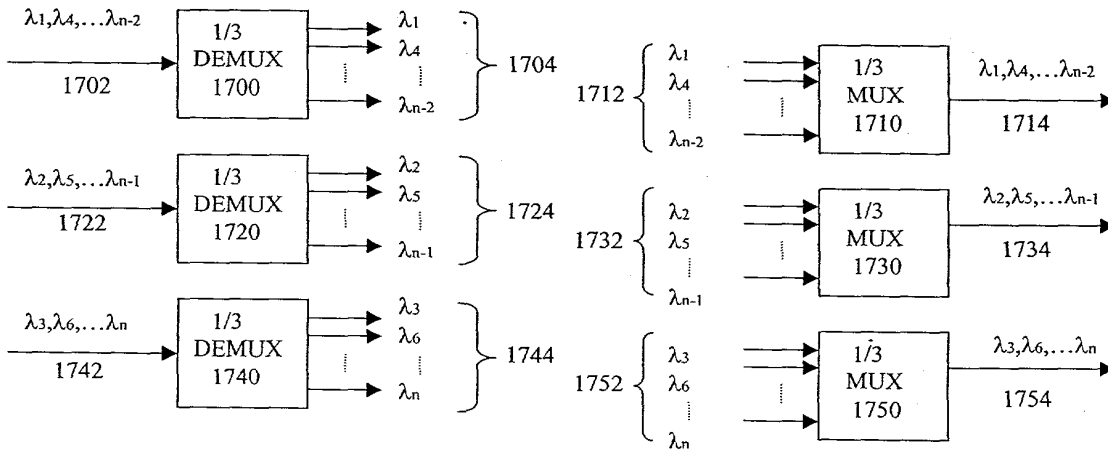 λ1,λ4,…λn-2
1702
1/3
DEMUX
1700
λ1
λ4
λn-2
1704
λ2,λ5,…λn-1
1722
1/3
DEMUX
1720
λ2
λ5
λn-1
1724
λ3,λ6,…λn
1742
1/3
DEMUX
1740
λ3
λ6
λn
1744
1712
λ1
λ4
λn-2
1/3
MUX
1710
λ1,λ4,…λn-2
1714
1732
λ2
λ5
λn-1
1/3
MUX
1730
λ2,λ5,…λn-1
1734
1752
λ3
λ6
λn
1/3
MUX
1750
λ3,λ6,…λn
1754